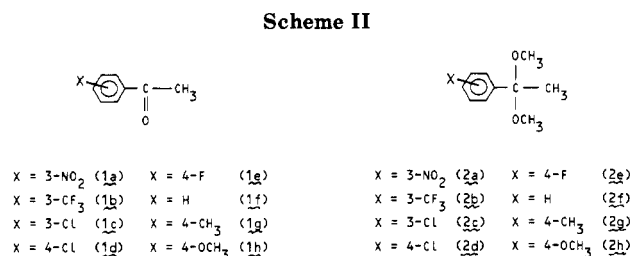 Scheme II
X C—CH₃ O
X OCH₃ C—CH₃ OCH₃
X = 3-NO₂ (1a) X = 4-F (1e)
X = 3-CF₃ (1b) X = H (1f)
X = 3-Cl (1c) X = 4-CH₃ (1g)
X = 4-Cl (1d) X = 4-OCH₃ (1h)
X = 3-NO₂ (2a) X = 4-F (2e)
X = 3-CF₃ (2b) X = H (2f)
X = 3-Cl (2c) X = 4-CH₃ (2g)
X = 4-Cl (2d) X = 4-OCH₃ (2h)